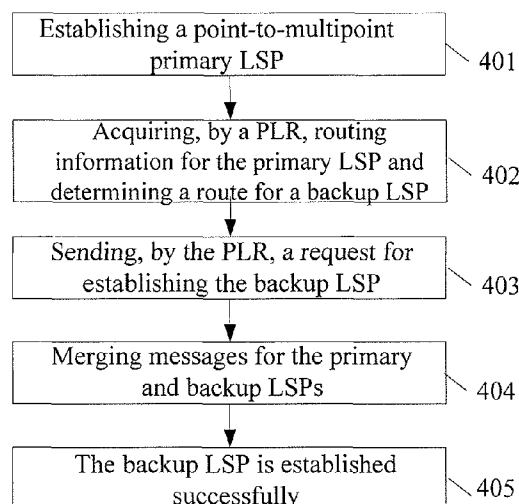 Establishing a point-to-multipoint
primary LSP
401
Acquiring, by a PLR, routing
information for the primary LSP and
determining a route for a backup LSP
402
Sending, by the PLR, a request for
establishing the backup LSP
403
Merging messages for the primary
and backup LSPs
404
The backup LSP is established
successfully
405